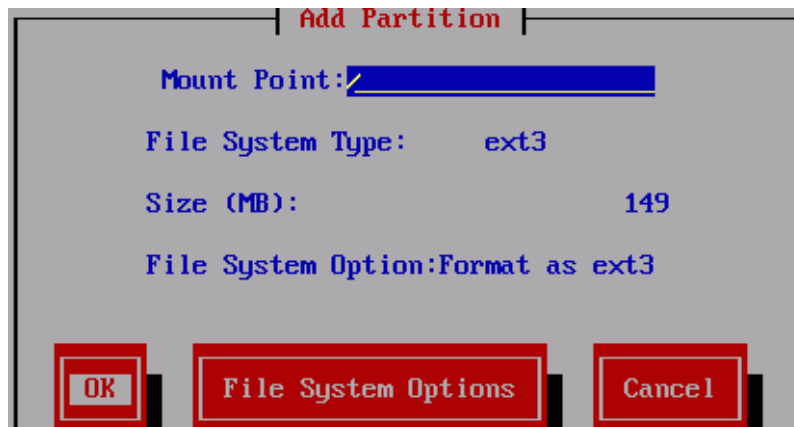 Add Partition
Mount Point:/
File System Type: ext3
Size (MB): 149
File System Option:Format as ext3
OK File System Options Cancel